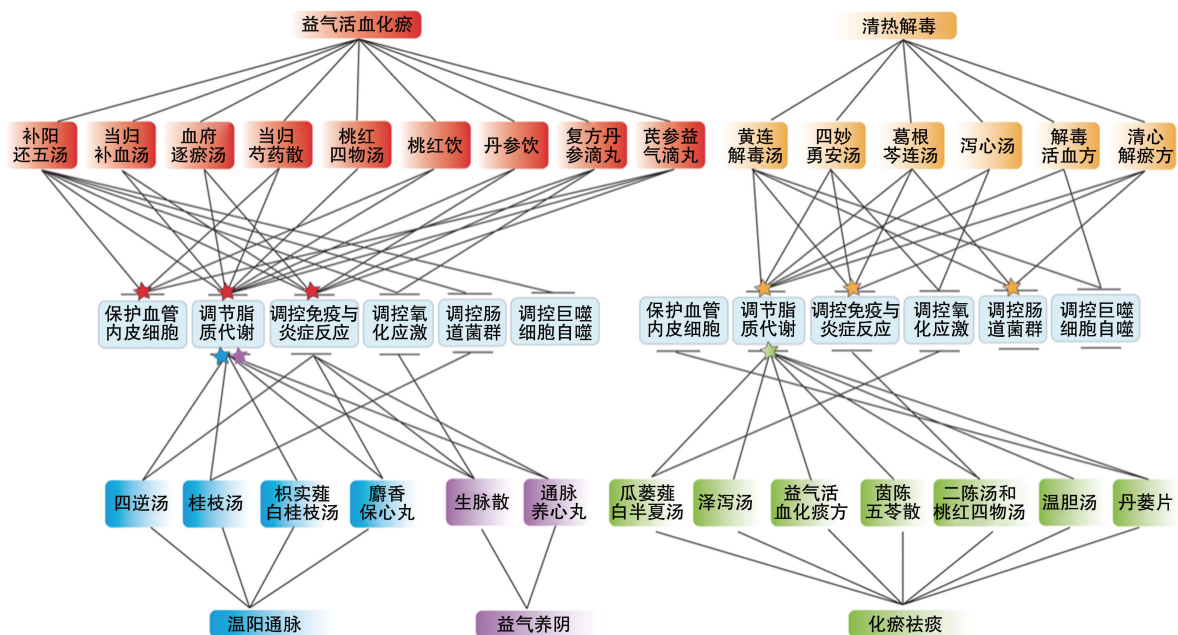 益气活血化瘀
清热解毒
补阳
还五汤
当归
补血汤
血府
逐瘀汤
当归
芍药散
桃红
四物汤
桃红饮
丹参饮
复方丹
参滴丸
芪参益
气滴丸
黄连
解毒汤
四妙
勇安汤
葛根
芩连汤
泻心汤
解毒
活血方
清心
解瘀方
保护血管
内皮细胞
调节脂
质代谢
调控免疫与
炎症反应
调控氧
化应激
调控肠
道菌群
调控巨噬
细胞自噬
保护血管
内皮细胞
调节脂
质代谢
调控免疫与
炎症反应
调控氧
化应激
调控肠
道菌群
调控巨噬
细胞自噬
四逆汤
桂枝汤
枳实薤
白桂枝汤
麝香
保心丸
生脉散
通脉
养心丸
瓜蒌薤
白半夏汤
泽泻汤
益气活
血化痰方
茵陈
五苓散
二陈汤和
桃红四物汤
温胆汤
丹蒌片
温阳通脉
益气养阴
化瘀祛痰